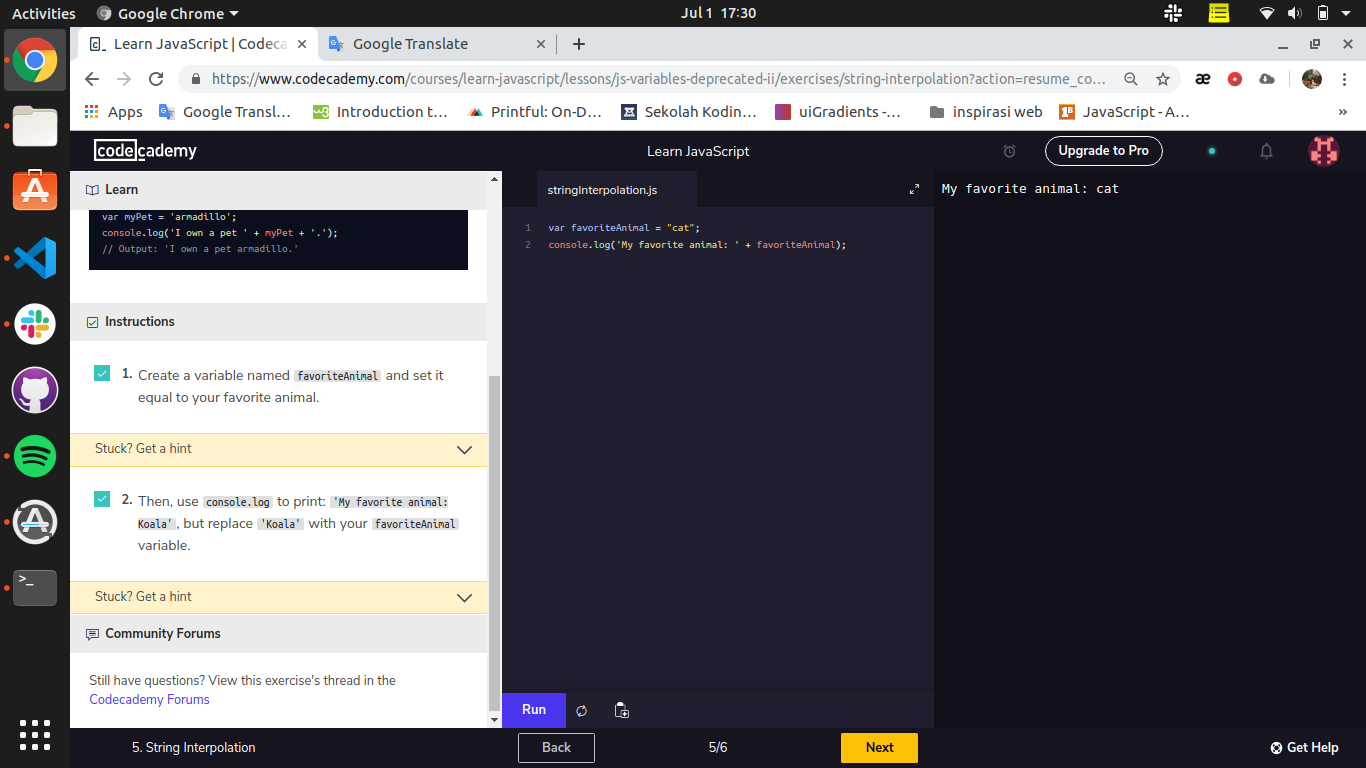 Activities Google Chrome Jul 1 17:30
Learn JavaScript | Codeca Google Translate
https://www.codecademy.com/courses/learn-javascript/lessons/js-variables-deprecated-ii/exercises/string-interpolation?action=resume_co…
Apps Google Transl… Introduction t… Printful: On-D… Sekolah Kodin… uiGradients -… inspirasi web JavaScript - A… »
codecademy Learn JavaScript Upgrade to Pro
Learn
var myPet = 'armadillo';
console.log('I own a pet ' + myPet + '.');
// Output: 'I own a pet armadillo.'
Instructions
1. Create a variable named favoriteAnimal and set it
equal to your favorite animal.
Stuck? Get a hint
2. Then, use console.log to print: 'My favorite animal:
Koala', but replace 'Koala' with your favoriteAnimal
variable.
Stuck? Get a hint
Community Forums
Still have questions? View this exercise's thread in the
Codecademy Forums
stringInterpolation.js
1 var favoriteAnimal = "cat";
2 console.log('My favorite animal: ' + favoriteAnimal);
Run
My favorite animal: cat
5. String Interpolation Back 5/6 Next Get Help